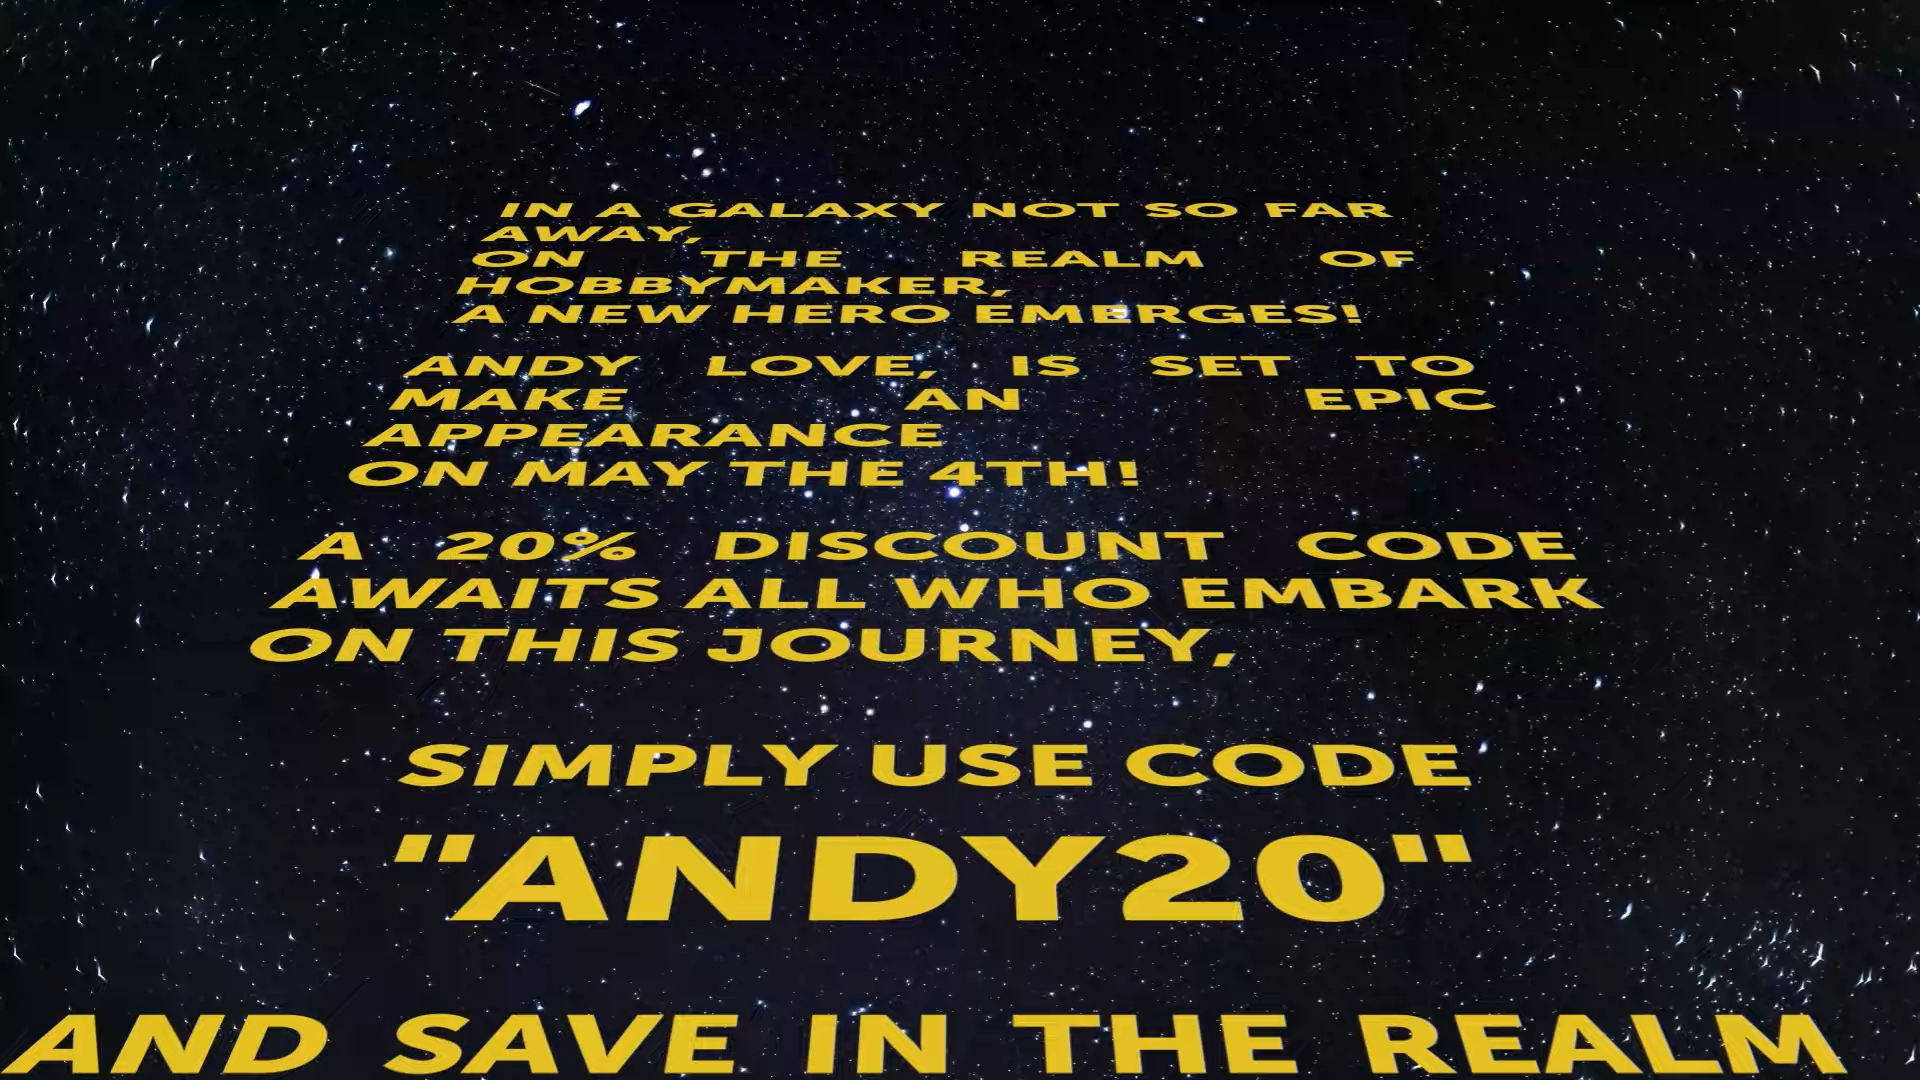 IN A GALAXY NOT SO FAR
AWAY,
ON THE REALM OF
HOBBYMAKER,
A NEW HERO EMERGES!
ANDY LOVE, IS SET TO
MAKE AN EPIC
APPEARANCE
ON MAY THE 4TH!
A 20% DISCOUNT CODE
AWAITS ALL WHO EMBARK
ON THIS JOURNEY,
SIMPLY USE CODE
"ANDY20"
AND SAVE IN THE REALM